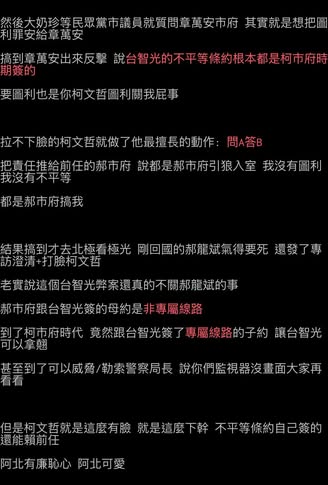 然後大奶珍等民眾黨市議員就質問章萬安市府 其實就是想把圖
利罪安給章萬安
搞到章萬安出來反擊 說台智光的不平等條約根本都是柯市府時
期簽的
要圖利也是你柯文哲圖利關我屁事
拉不下臉的柯文哲就做了他最擅長的動作: 問A答B
把責任推給前任的郝市府 說都是郝市府引狼入室 我沒有圖利
我沒有不平等
都是郝市府搞我
結果搞到才去北極看極光 剛回國的郝龍斌氣得要死 還發了專
訪澄清+打臉柯文哲
老實說這個台智光弊案還真的不關郝龍斌的事
郝市府跟台智光簽的母約是非專屬線路
到了柯市府時代 竟然跟台智光簽了專屬線路的子約 讓台智光
可以拿翹
甚至到了可以威脅/勒索警察局長 說你們監視器沒畫面大家再
看看
但是柯文哲就是這麼有臉 就是這麼下幹 不平等條約自己簽的
還能賴前任
阿北有廉恥心 阿北可愛